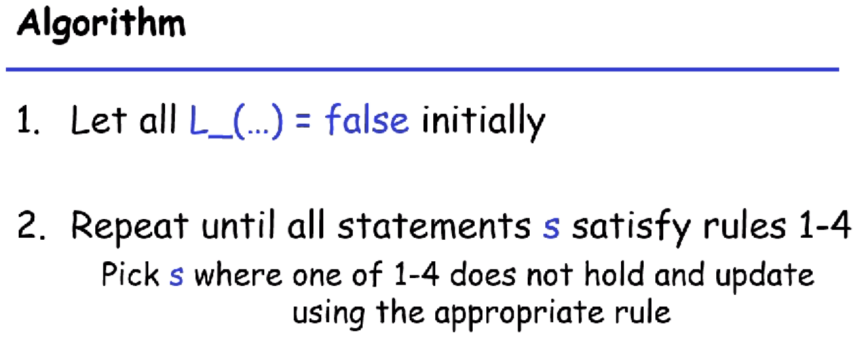 Algorithm
1. Let all L_(...) = false initially
2. Repeat until all statements s satisfy rules 1-4
Pick s where one of 1-4 does not hold and update
using the appropriate rule